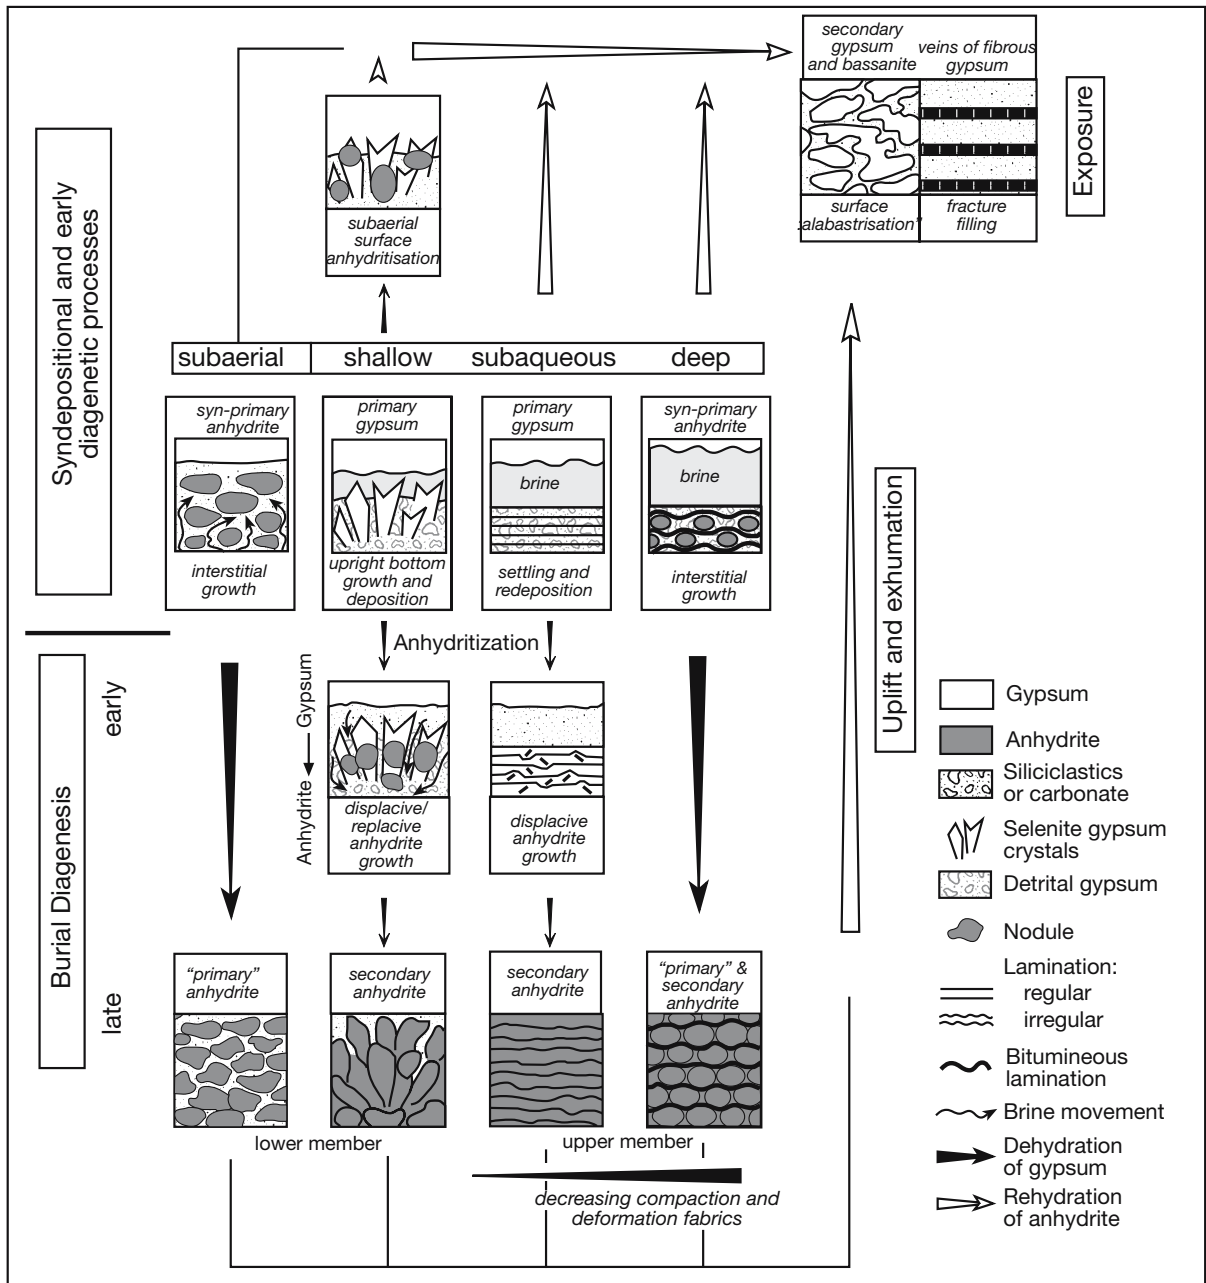 secondary
gypsum
and bassanite
veins of fibrous
gypsum
surface
"alabastrisation"
fracture
filling
Exposure
Syndepositional and early
diagenetic processes
subaerial
surface
anhydritisation
subaerial
shallow
subaqueous
deep
syn-primary
anhydrite
interstitial
growth
primary
gypsum
upright bottom
growth and
deposition
primary
gypsum
brine
settling and
redeposition
syn-primary
anhydrite
brine
interstitial
growth
Uplift and exhumation
Anhydritization
Burial Diagenesis
early
late
Gypsum
Anhydrite
displacive/
replacive
anhydrite
growth
displacive
anhydrite
growth
"primary"
anhydrite
secondary
anhydrite
secondary
anhydrite
"primary" &
secondary
anhydrite
lower member
upper member
decreasing compaction and
deformation fabrics
Gypsum
Anhydrite
Siliciclastics
or carbonate
Selenite gypsum
crystals
Detrital gypsum
Nodule
Lamination:
regular
irregular
Bitumineous
lamination
Brine movement
Dehydration
of gypsum
Rehydration
of anhydrite